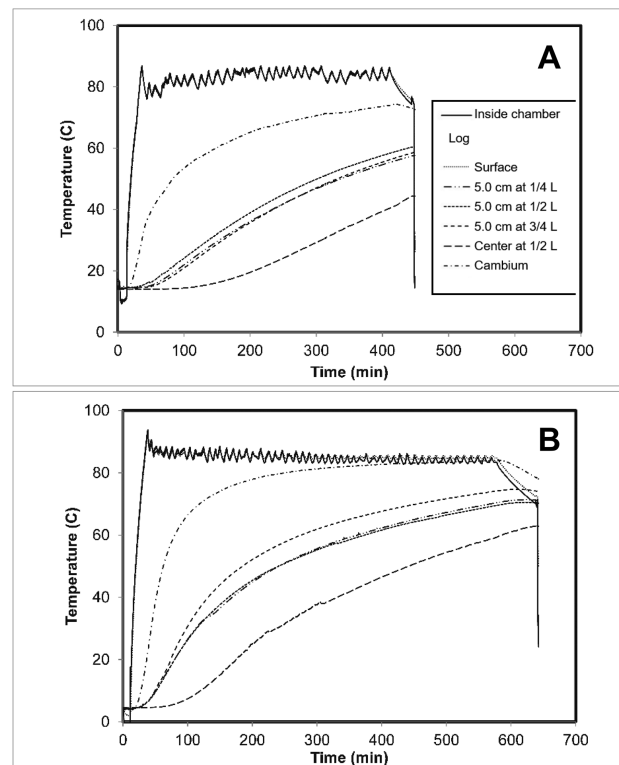 A
100
80
60
40
20
0
Temperature (C)
0 100 200 300 400 500 600 700
Time (min)
Inside chamber
Log
Surface
5.0 cm at 1/4 L
5.0 cm at 1/2 L
5.0 cm at 3/4 L
Center at 1/2 L
Cambium
B
100
80
60
40
20
0
Temperature (C)
0 100 200 300 400 500 600 700
Time (min)